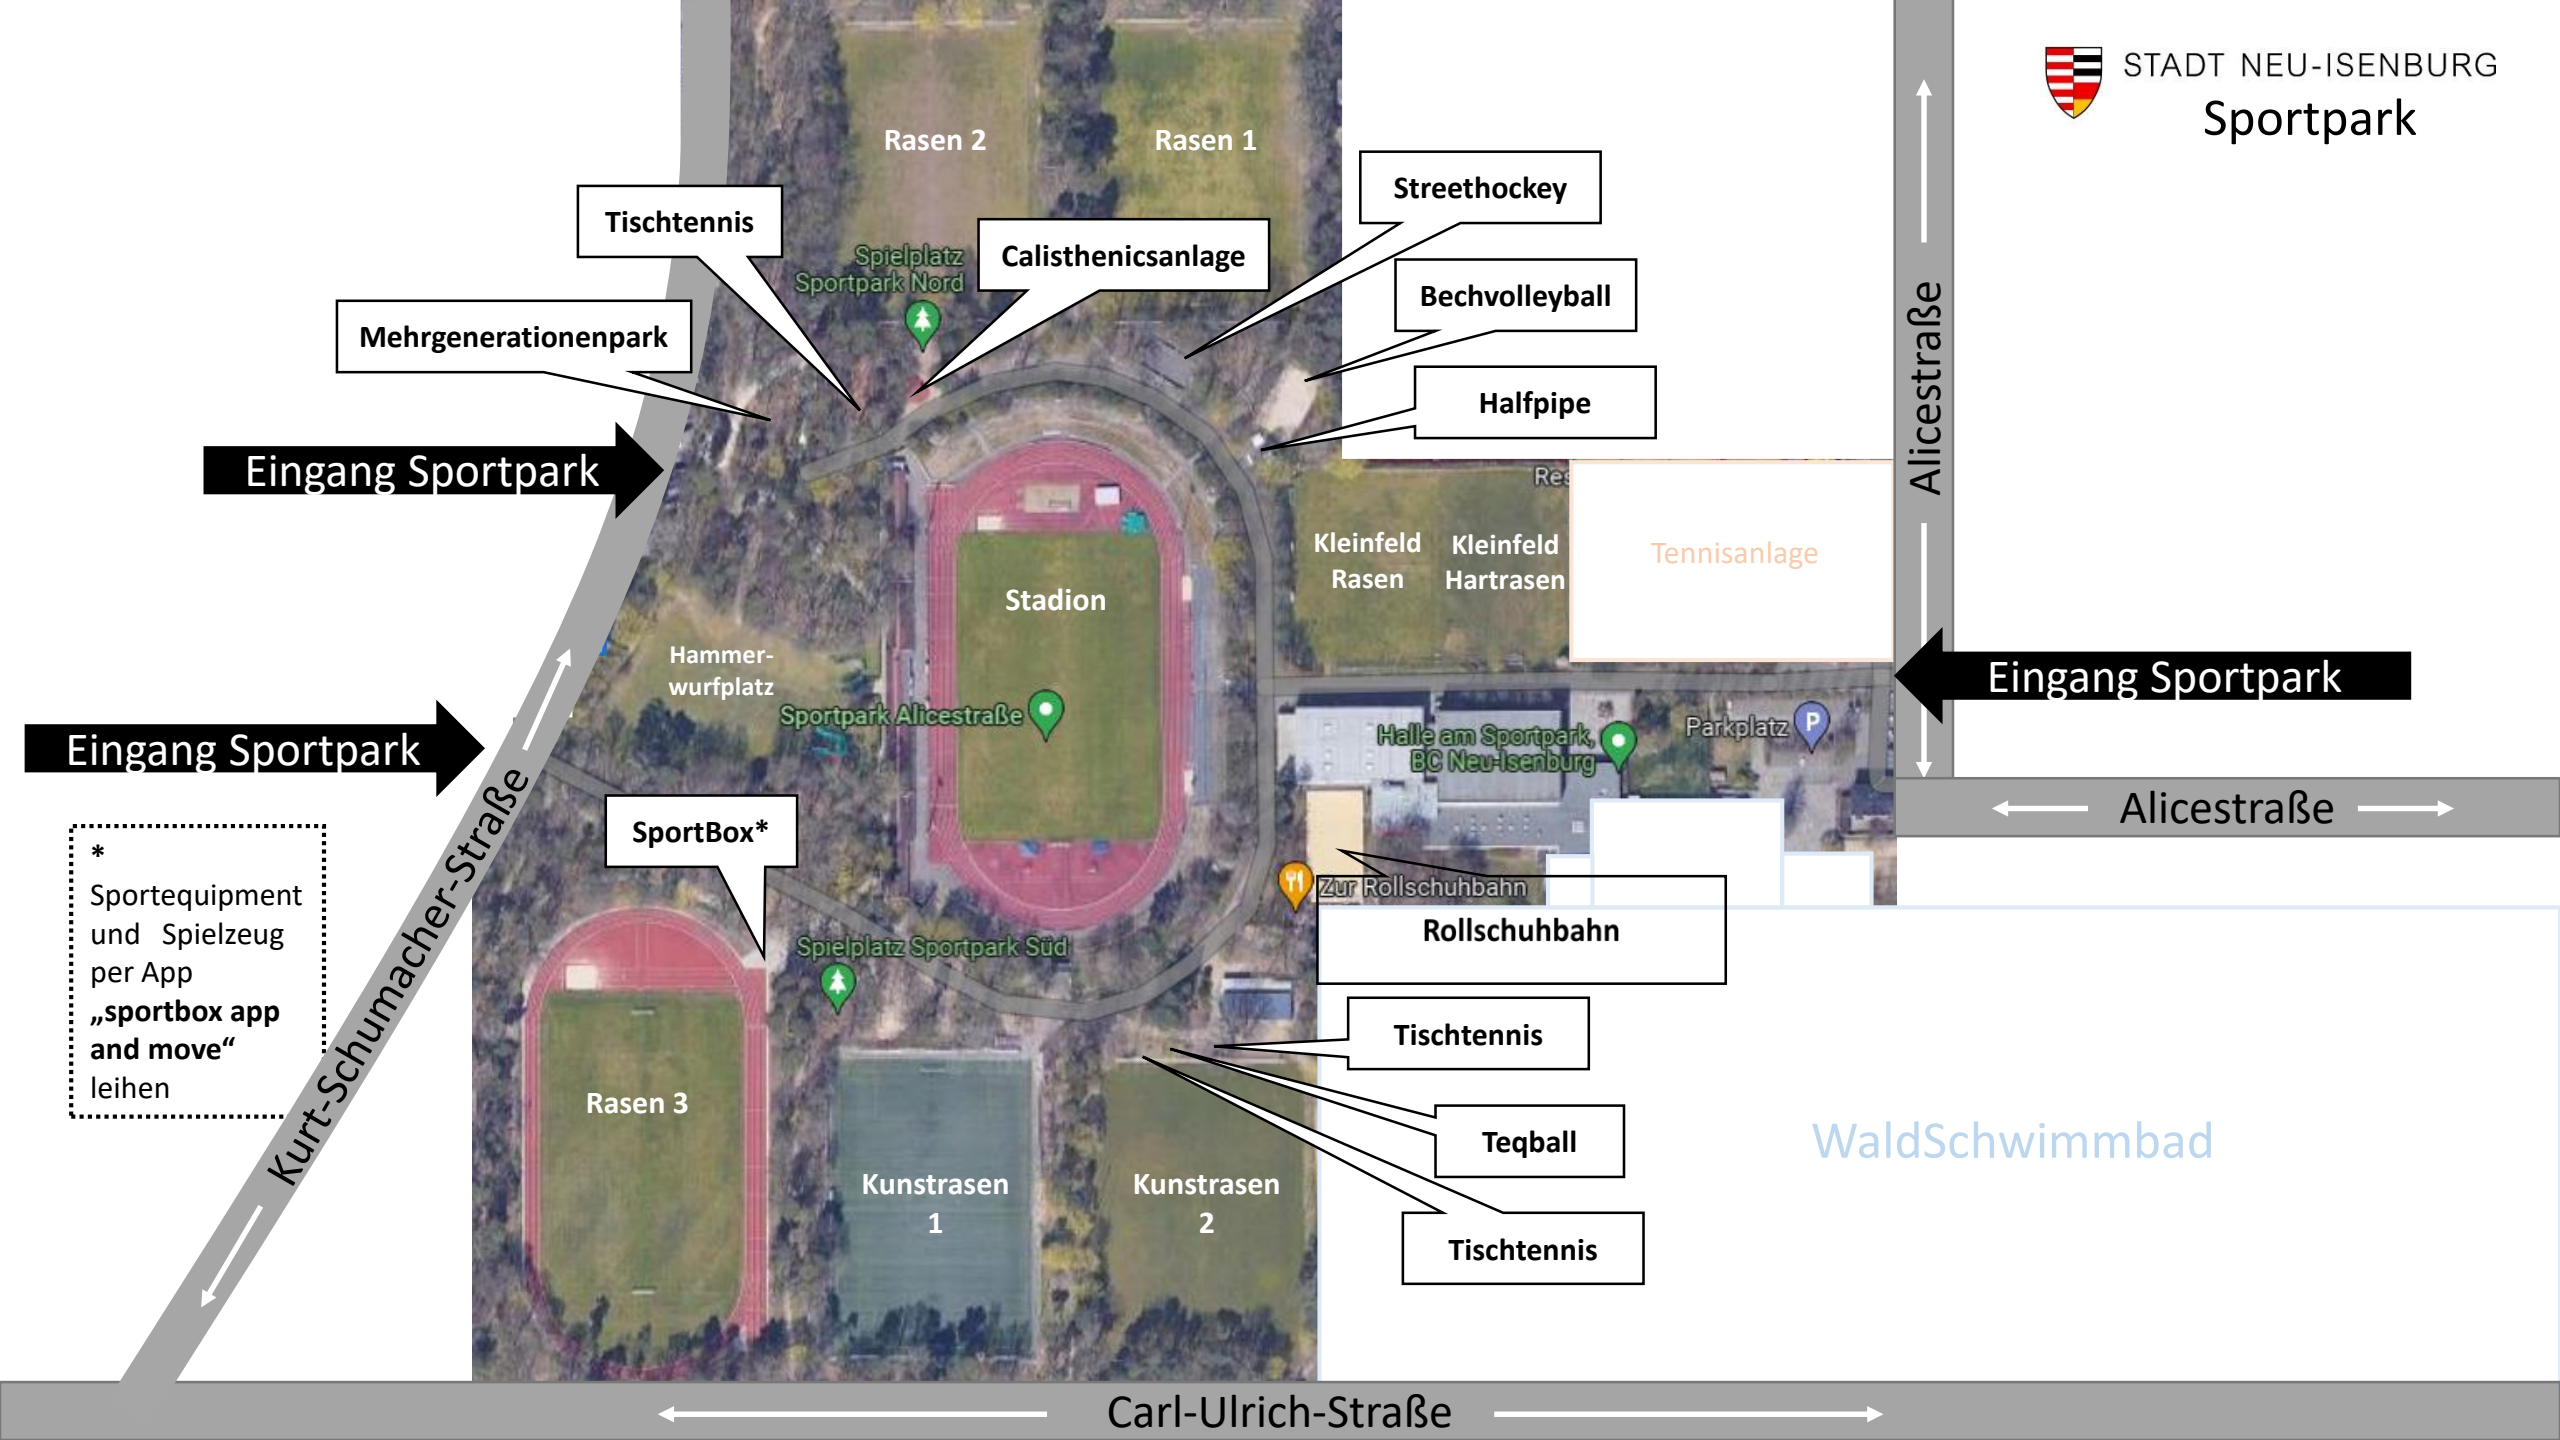 STADT NEU-ISENBURG
Sportpark
Rasen 2
Rasen 1
Streethockey
Tischtennis
Calisthenicsanlage
Spielplatz
Sportpark Nord
Bechvolleyball
Mehrgenerationenpark
Halfpipe
Alicestraße
Eingang Sportpark
Res
Kleinfeld
Rasen
Kleinfeld
Hartrasen
Tennisanlage
Stadion
Hammer-
wurfplatz
Eingang Sportpark
Sportpark Alicestraße
Halle am Sportpark,
BC Neu-Isenburg
Parkplatz
P
Eingang Sportpark
Alicestraße
SportBox*
*
Sportequipment
und Spielzeug
per App
„sportbox app
and move“
leihen
Kurt-Schumacher-Straße
Zur Rollschuhbahn
Rollschuhbahn
Spielplatz Sportpark Süd
Tischtennis
Rasen 3
Teqball
WaldSchwimmbad
Kunstrasen
1
Kunstrasen
2
Tischtennis
Carl-Ulrich-Straße